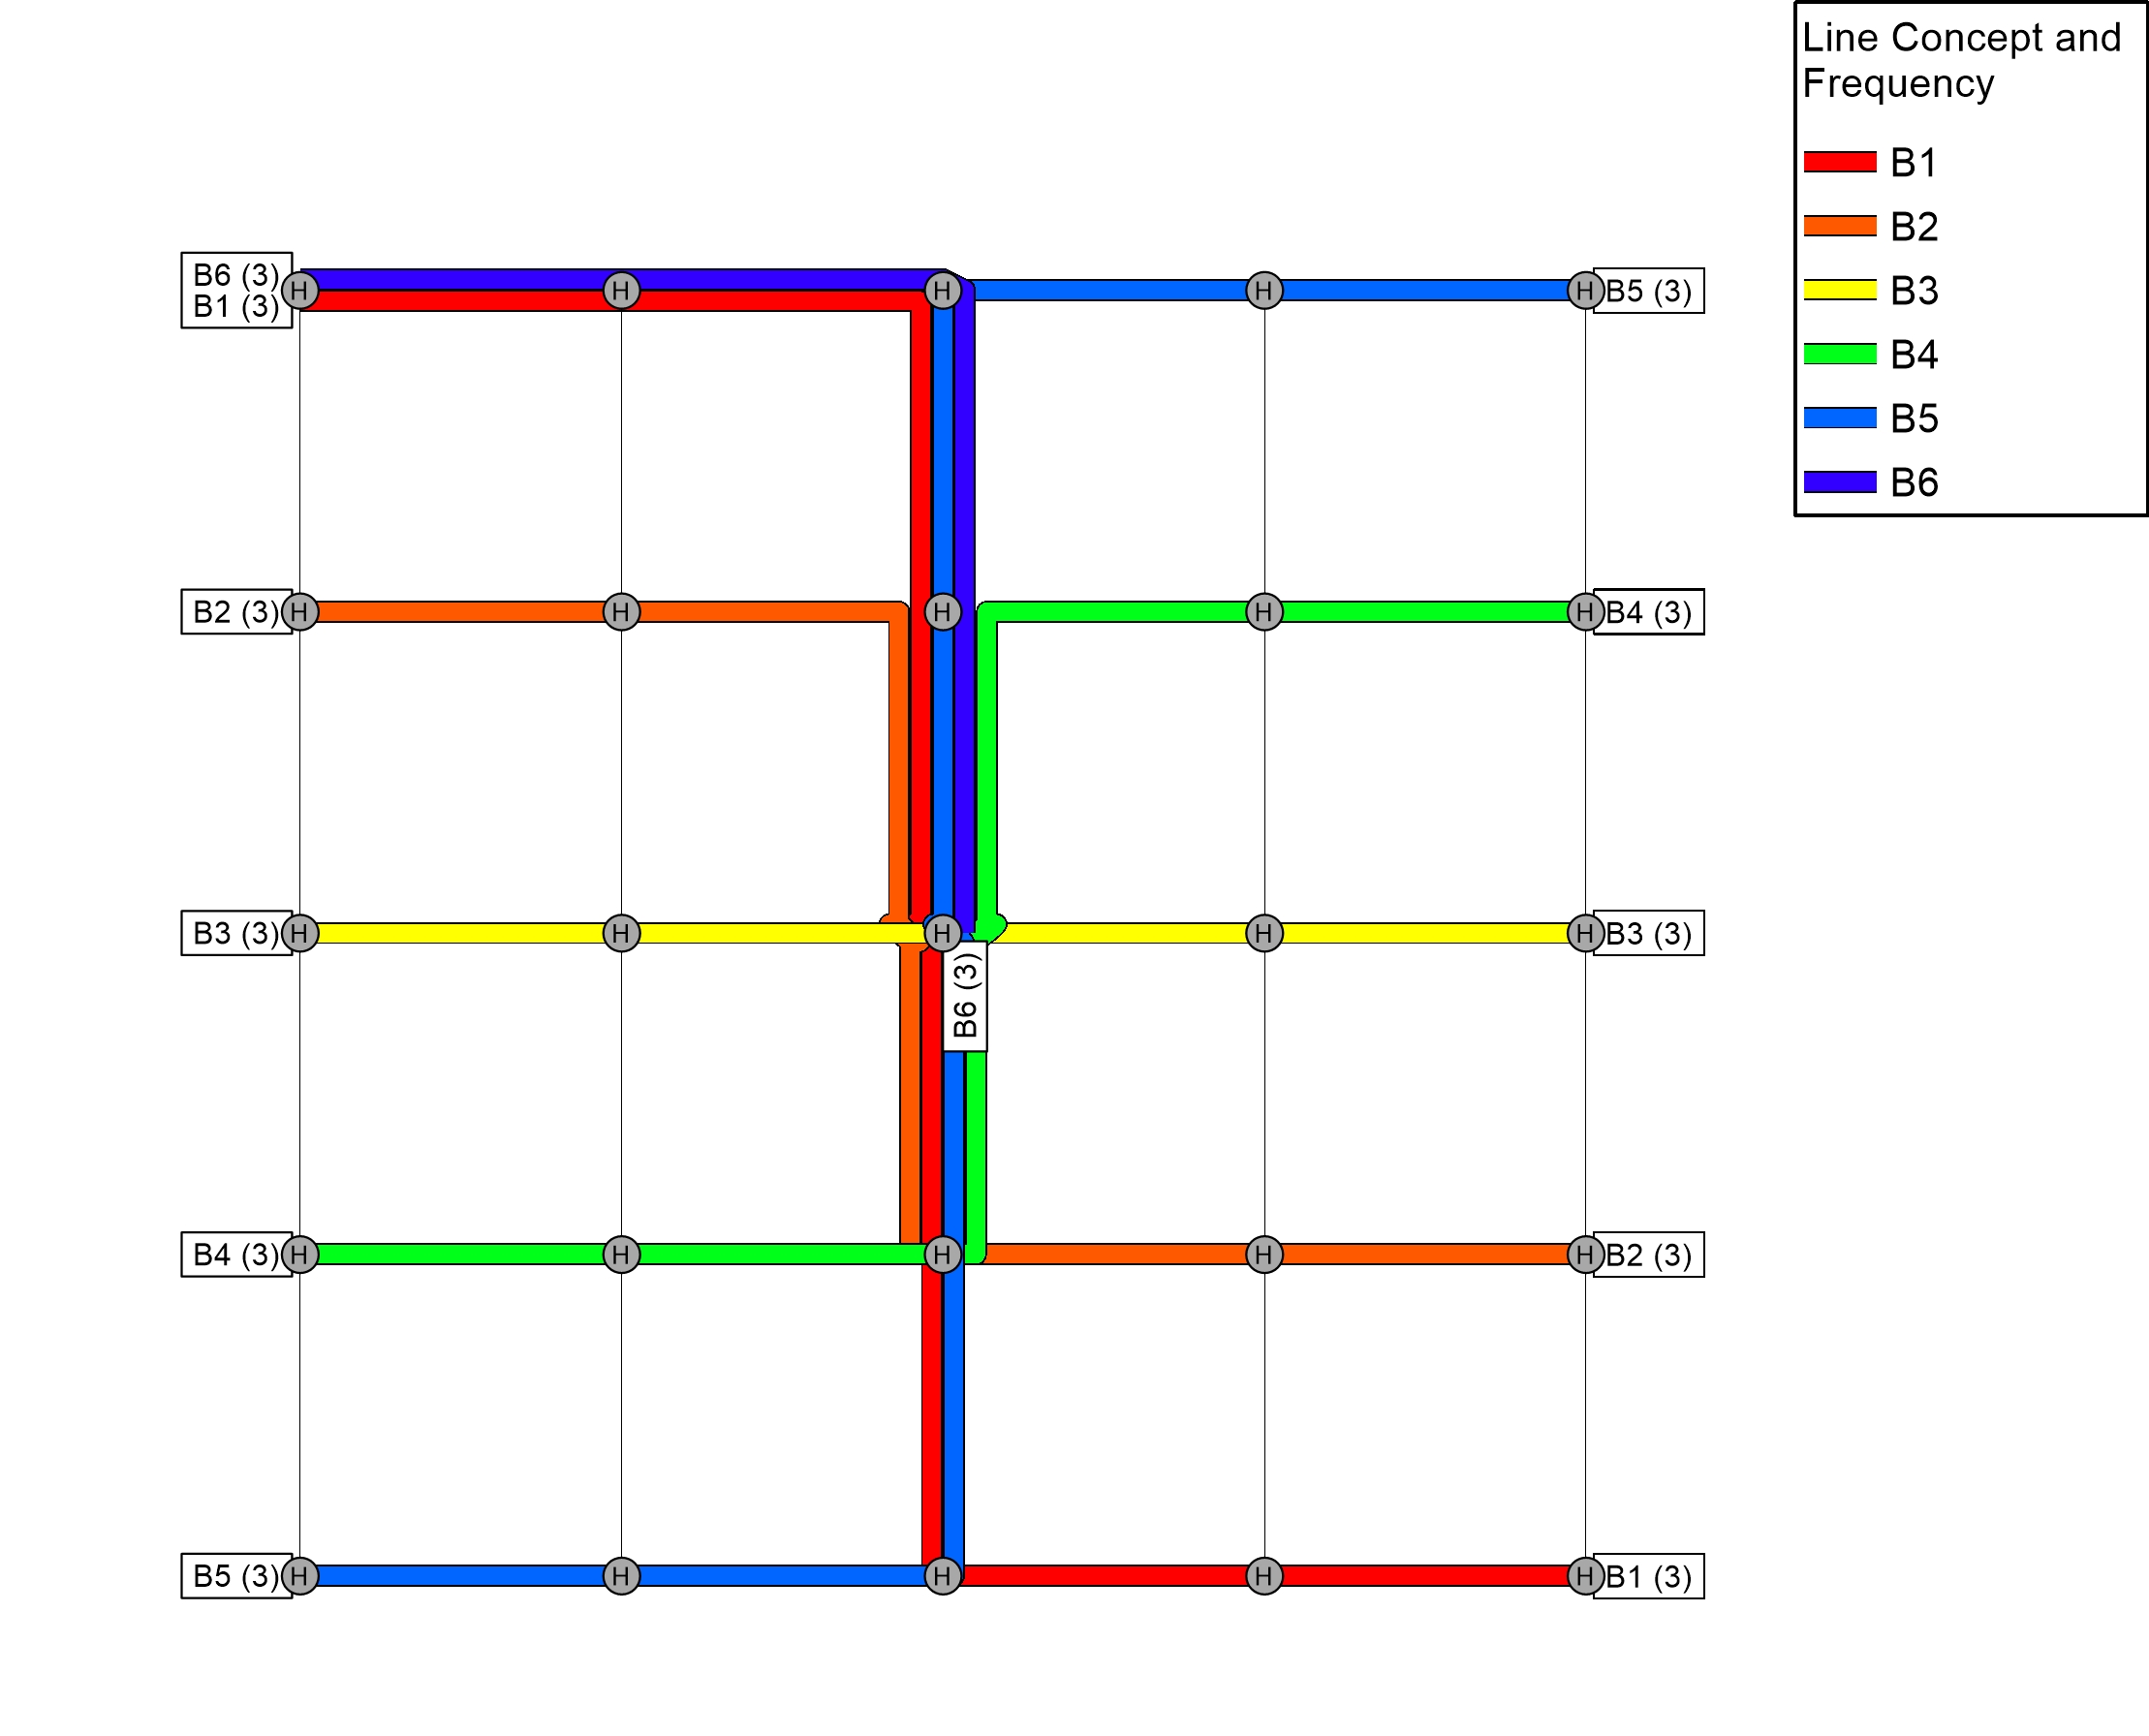 Line Concept and
Frequency
B1
B2
B3
B4
B5
B6
B6 (3)
B1 (3)
H
H
H
H
H
B5 (3)
B2 (3)
H
H
H
H
H
B4 (3)
B3 (3)
H
H
H
H
H
B3 (3)
B6 (3)
B4 (3)
H
H
H
H
H
B2 (3)
B5 (3)
H
H
H
H
H
B1 (3)